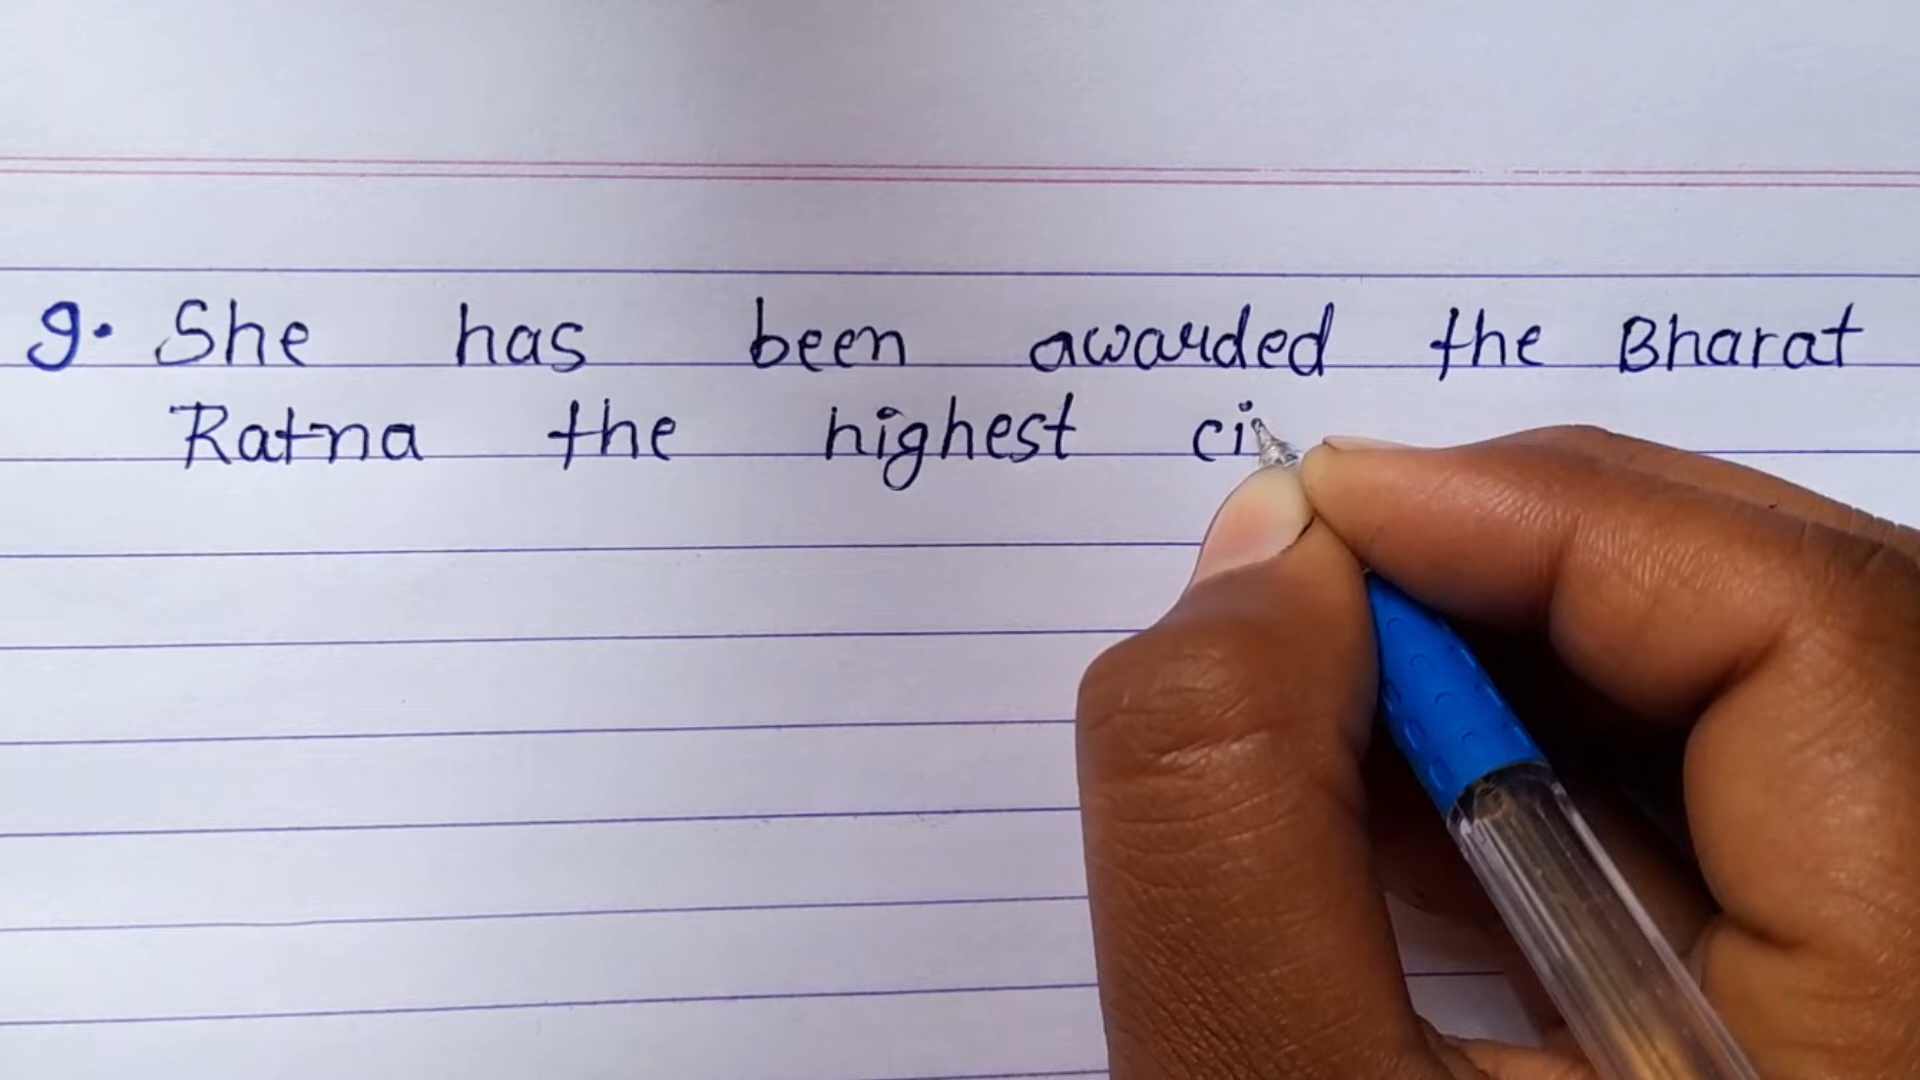 9. She has been awarded the Bharat
Ratna the highest ci